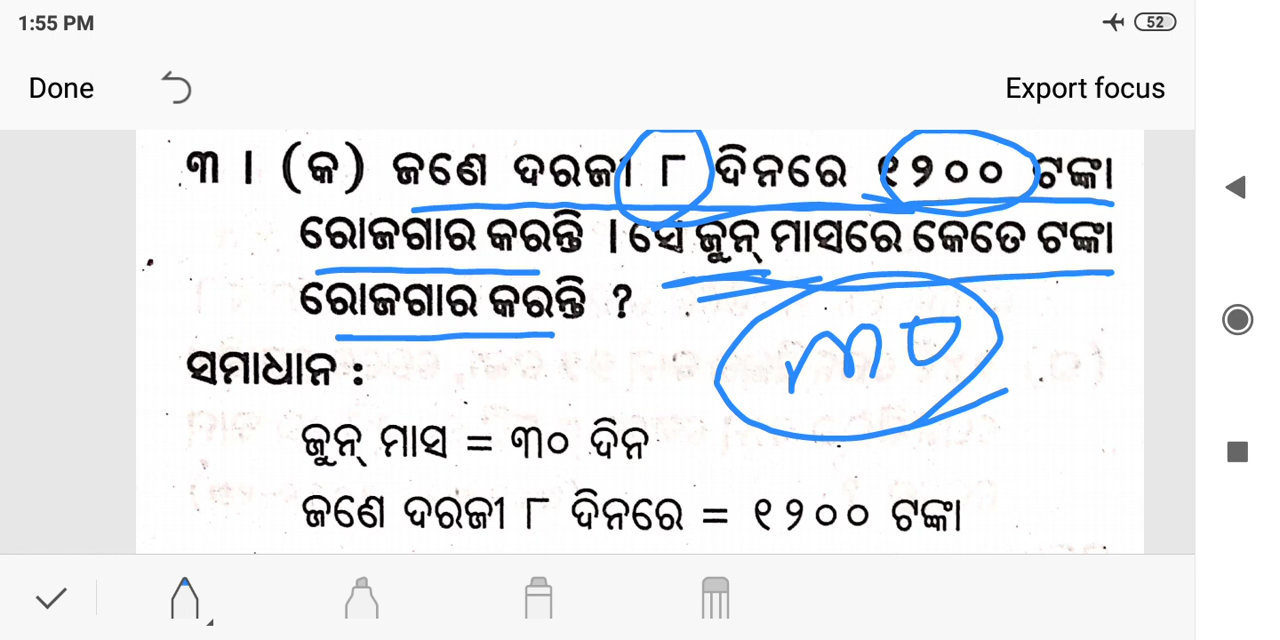 1:55 PM
52
Done
Export focus
୩ । (କ) ଜଣେ ଦରଜୀ ୮ ଦିନରେ ୧୨୦୦ ଟଙ୍କା
ରୋଜଗାର କରନ୍ତି । ସେ ଜୁନ୍ ମାସରେ କେତେ ଟଙ୍କା
ରୋଜଗାର କରନ୍ତି ?
୩୦
ସମାଧାନ :
ଜୁନ୍ ମାସ = ୩୦ ଦିନ
ଜଣେ ଦରଜୀ ୮ ଦିନରେ = ୧୨୦୦ ଟଙ୍କା